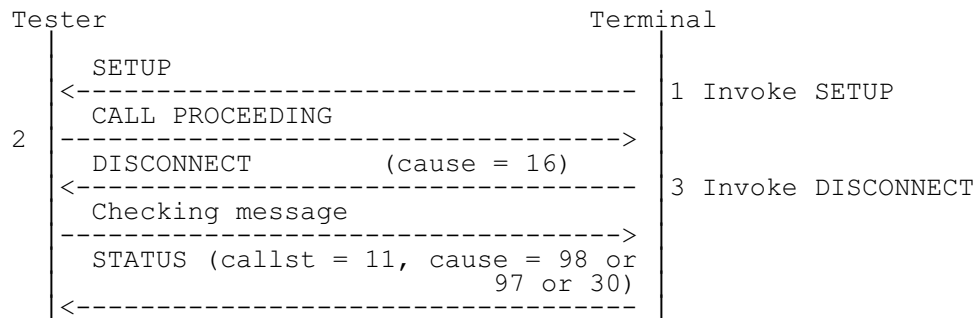 Tester Terminal
SETUP
<----------------------------------- 1 Invoke SETUP
CALL PROCEEDING
2 ----------------------------------->
DISCONNECT (cause = 16)
<----------------------------------- 3 Invoke DISCONNECT
Checking message
----------------------------------->
STATUS (callst = 11, cause = 98 or
97 or 30)
<-----------------------------------